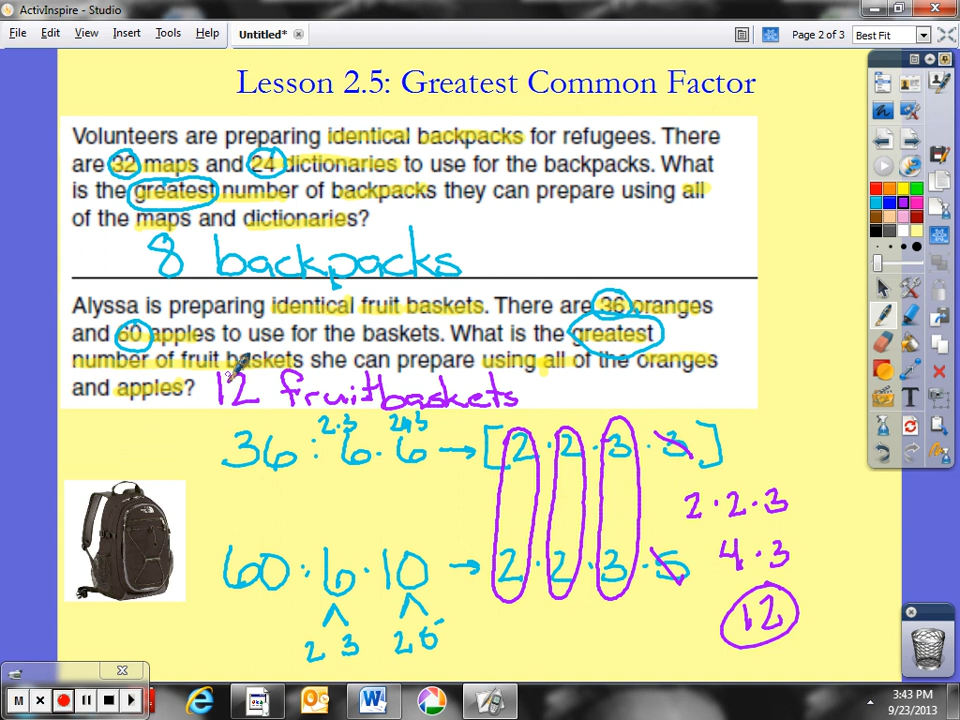 ActivInspire - Studio
File Edit View Insert Tools Help Untitled* Page 2 of 3 Best Fit
Lesson 2.5: Greatest Common Factor
Volunteers are preparing identical backpacks for refugees. There
are 32 maps and 24 dictionaries to use for the backpacks. What
is the greatest number of backpacks they can prepare using all
of the maps and dictionaries?
8 backpacks
Alyssa is preparing identical fruit baskets. There are 36 oranges
and 60 apples to use for the baskets. What is the greatest
number of fruit baskets she can prepare using all of the oranges
and apples?
12 fruit baskets
2·3 2·3
36 : 6 · 6 → [2 · 2 · 3 · 3]
2 · 2 · 3
4 · 3
12
60 : 6 · 10 → 2 · 2 · 3 · 5
2 3 2 5
3:43 PM
9/23/2013